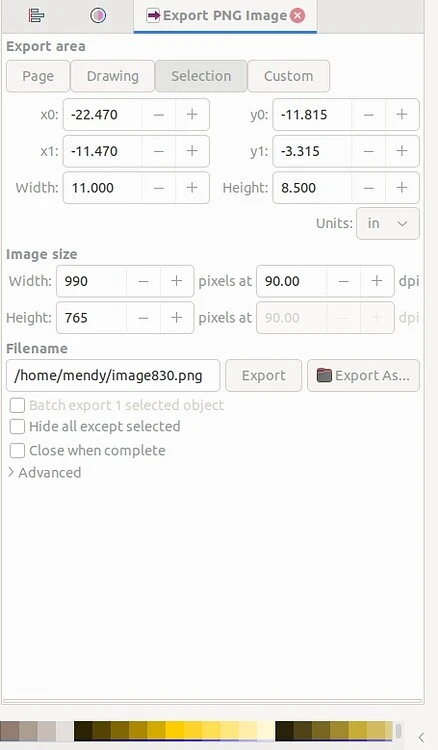 Export PNG Image
Export area
Page Drawing Selection Custom
x0: -22.470 − + y0: -11.815 − +
x1: -11.470 − + y1: -3.315 − +
Width: 11.000 − + Height: 8.500 − +
Units: in
Image size
Width: 990 − + pixels at 90.00 − + dpi
Height: 765 − + pixels at 90.00 − + dpi
Filename
/home/mendy/image830.png Export Export As...
Batch export 1 selected object
Hide all except selected
Close when complete
Advanced